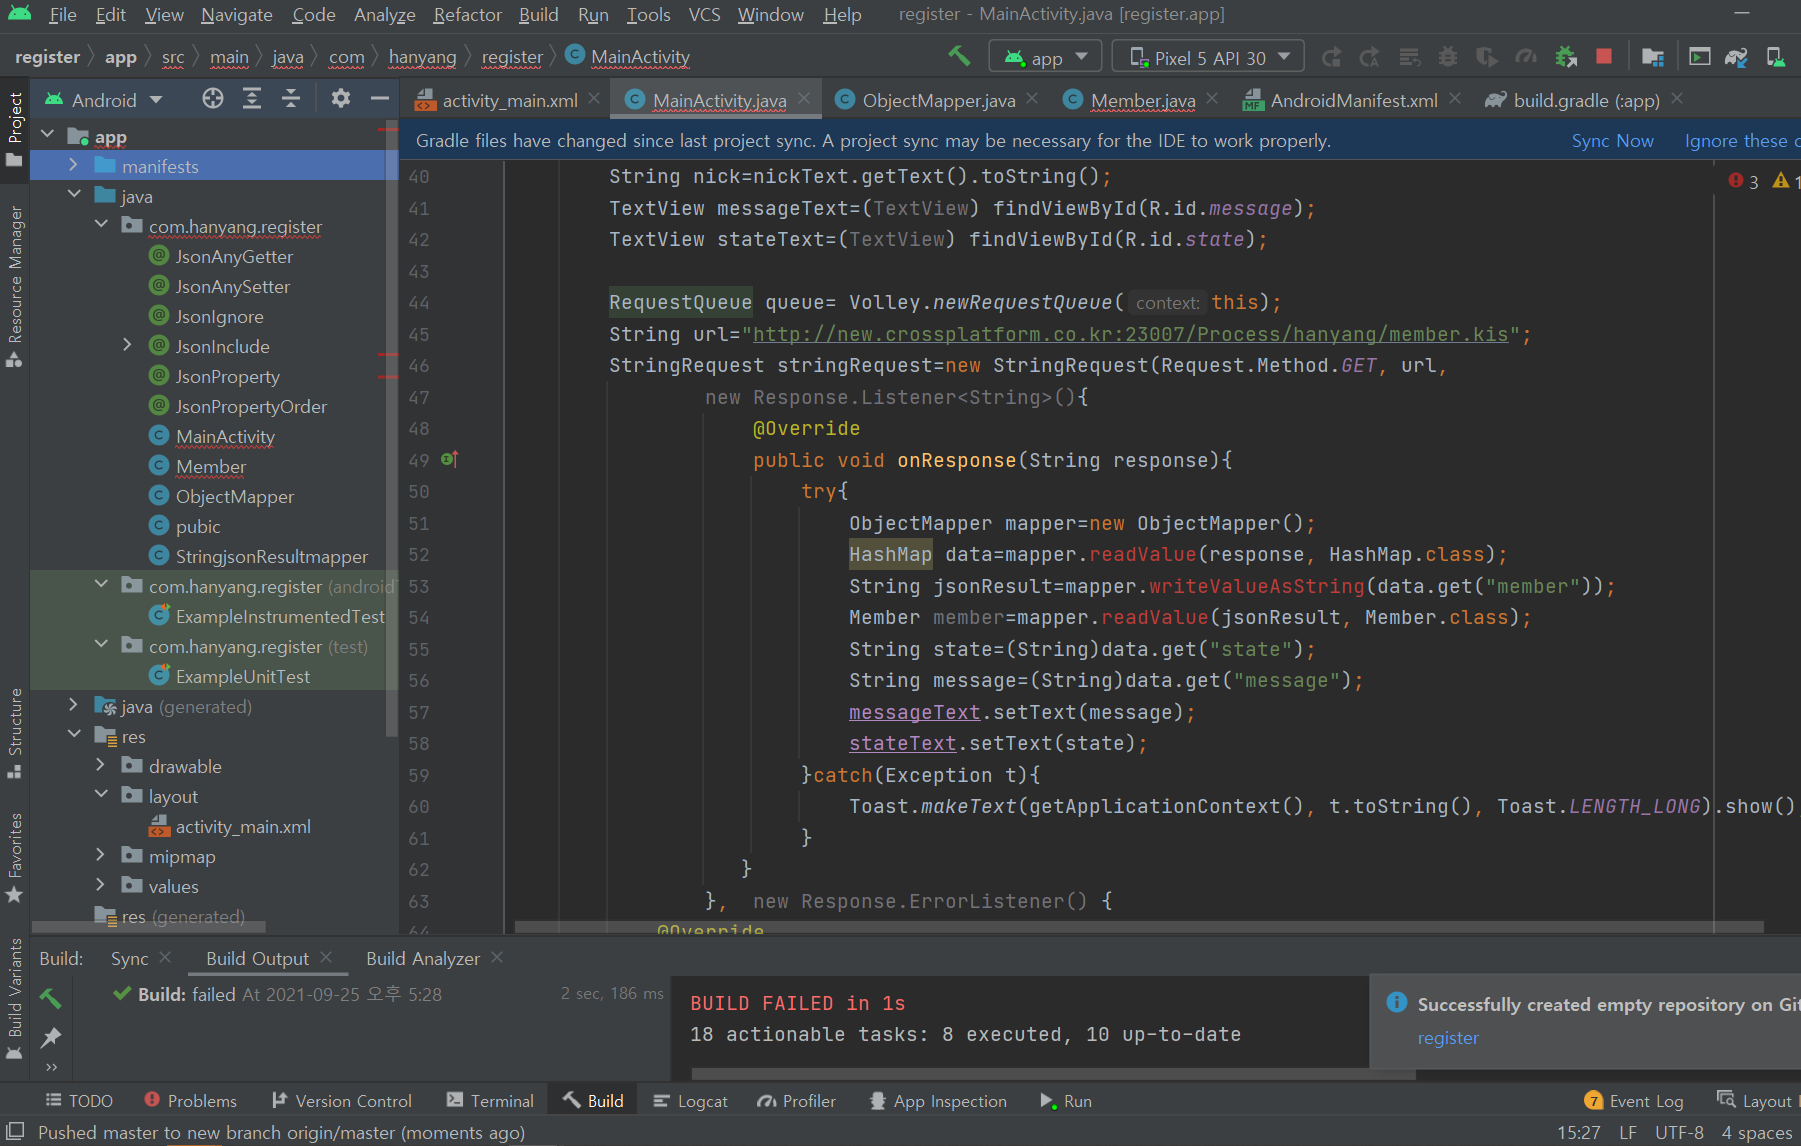 File Edit View Navigate Code Analyze Refactor Build Run Tools VCS Window Help register - MainActivity.java [register.app]
register app src main java com hanyang register MainActivity app Pixel 5 API 30
Project
Resource Manager
Structure
Favorites
Build Variants
Android
activity_main.xml MainActivity.java ObjectMapper.java Member.java AndroidManifest.xml build.gradle (:app)
Gradle files have changed since last project sync. A project sync may be necessary for the IDE to work properly. Sync Now Ignore these c
app
manifests
java
com.hanyang.register
JsonAnyGetter
JsonAnySetter
JsonIgnore
JsonInclude
JsonProperty
JsonPropertyOrder
MainActivity
Member
ObjectMapper
pubic
StringjsonResultmapper
com.hanyang.register (androidT
ExampleInstrumentedTest
com.hanyang.register (test)
ExampleUnitTest
java (generated)
res
drawable
layout
activity_main.xml
mipmap
values
res (generated)
3 1
40 String nick=nickText.getText().toString();
41 TextView messageText=(TextView) findViewById(R.id.message);
42 TextView stateText=(TextView) findViewById(R.id.state);
43
44 RequestQueue queue= Volley.newRequestQueue( context: this);
45 String url="http://new.crossplatform.co.kr:23007/Process/hanyang/member.kis";
46 StringRequest stringRequest=new StringRequest(Request.Method.GET, url,
47 new Response.Listener<String>(){
48 @Override
49 public void onResponse(String response){
50 try{
51 ObjectMapper mapper=new ObjectMapper();
52 HashMap data=mapper.readValue(response, HashMap.class);
53 String jsonResult=mapper.writeValueAsString(data.get("member"));
54 Member member=mapper.readValue(jsonResult, Member.class);
55 String state=(String)data.get("state");
56 String message=(String)data.get("message");
57 messageText.setText(message);
58 stateText.setText(state);
59 }catch(Exception t){
60 Toast.makeText(getApplicationContext(), t.toString(), Toast.LENGTH_LONG).show()
61 }
62 }
63 }, new Response.ErrorListener() {
64 @Override
Build: Sync Build Output Build Analyzer
Build: failed At 2021-09-25 오후 5:28 2 sec, 186 ms
BUILD FAILED in 1s
18 actionable tasks: 8 executed, 10 up-to-date
Successfully created empty repository on Git
register
TODO Problems Version Control Terminal Build Logcat Profiler App Inspection Run 7 Event Log Layout I
Pushed master to new branch origin/master (moments ago) 15:27 LF UTF-8 4 spaces